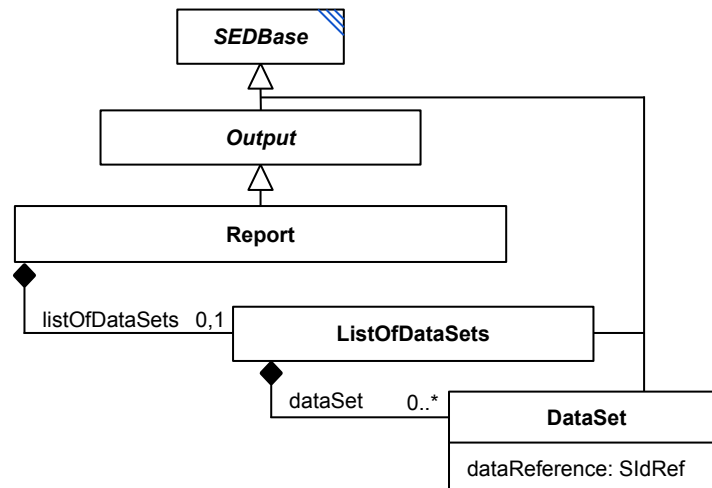 SEDBase
Output
Report
listOfDataSets 0,1
ListOfDataSets
dataSet 0..*
DataSet
dataReference: SIdRef